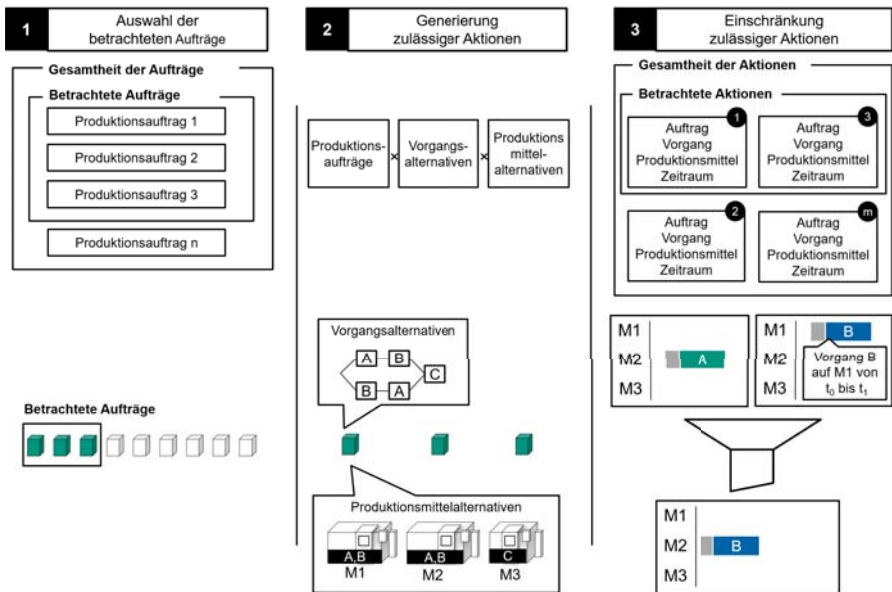 1
Auswahl der
betrachteten Aufträge
Gesamtheit der Aufträge
Betrachtete Aufträge
Produktionsauftrag 1
Produktionsauftrag 2
Produktionsauftrag 3
Produktionsauftrag n
Betrachtete Aufträge
2
Generierung
zulässiger Aktionen
Produktions-
aufträge
×
Vorgangs-
alternativen
×
Produktions
mittel-
alternativen
Vorgangsalternativen
A B
C
B A
Produktionsmittelalternativen
A,B A,B C
M1 M2 M3
3
Einschränkung
zulässiger Aktionen
Gesamtheit der Aktionen
Betrachtete Aktionen
1
Auftrag
Vorgang
Produktionsmittel
Zeitraum
3
Auftrag
Vorgang
Produktionsmittel
Zeitraum
2
Auftrag
Vorgang
Produktionsmittel
Zeitraum
m
Auftrag
Vorgang
Produktionsmittel
Zeitraum
M1
M2 A
M3
M1 B
M2
M3
Vorgang B
auf M1 von
t0 bis t1
M1
M2 B
M3